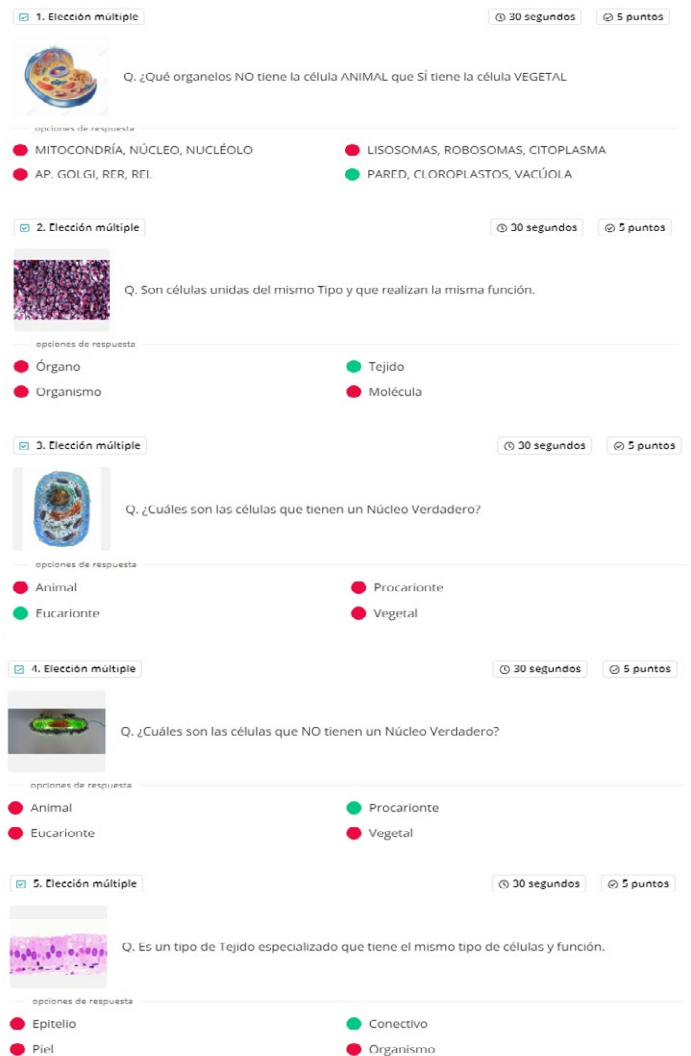 1. Elección múltiple
30 segundos
5 puntos
Q. ¿Qué organelos NO tiene la célula ANIMAL que SÍ tiene la célula VEGETAL
opciones de respuesta
MITOCONDRÍA, NÚCLEO, NUCLÉOLO
LISOSOMAS, ROBOSOMAS, CITOPLASMA
AP. GOLGI, RER, REL
PARED, CLOROPLASTOS, VACÚOLA
2. Elección múltiple
30 segundos
5 puntos
Q. Son células unidas del mismo Tipo y que realizan la misma función.
opciones de respuesta
Órgano
Tejido
Organismo
Molécula
3. Elección múltiple
30 segundos
5 puntos
Q. ¿Cuáles son las células que tienen un Núcleo Verdadero?
opciones de respuesta
Animal
Procarionte
Eucarionte
Vegetal
4. Elección múltiple
30 segundos
5 puntos
Q. ¿Cuáles son las células que NO tienen un Núcleo Verdadero?
opciones de respuesta
Animal
Procarionte
Eucarionte
Vegetal
5. Elección múltiple
30 segundos
5 puntos
Q. Es un tipo de Tejido especializado que tiene el mismo tipo de células y función.
opciones de respuesta
Epitelio
Conectivo
Piel
Organismo